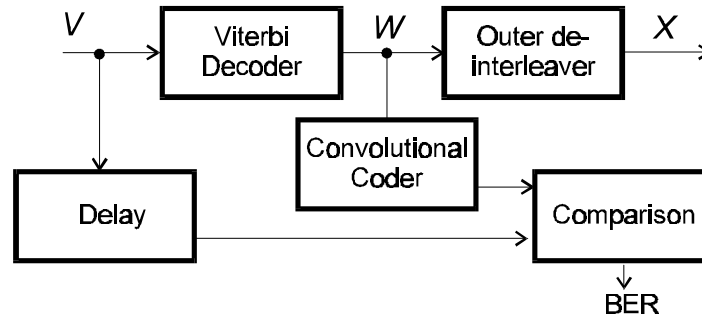 V
Viterbi
Decoder
W
Outer de-
interleaver
X
Convolutional
Coder
Delay
Comparison
BER